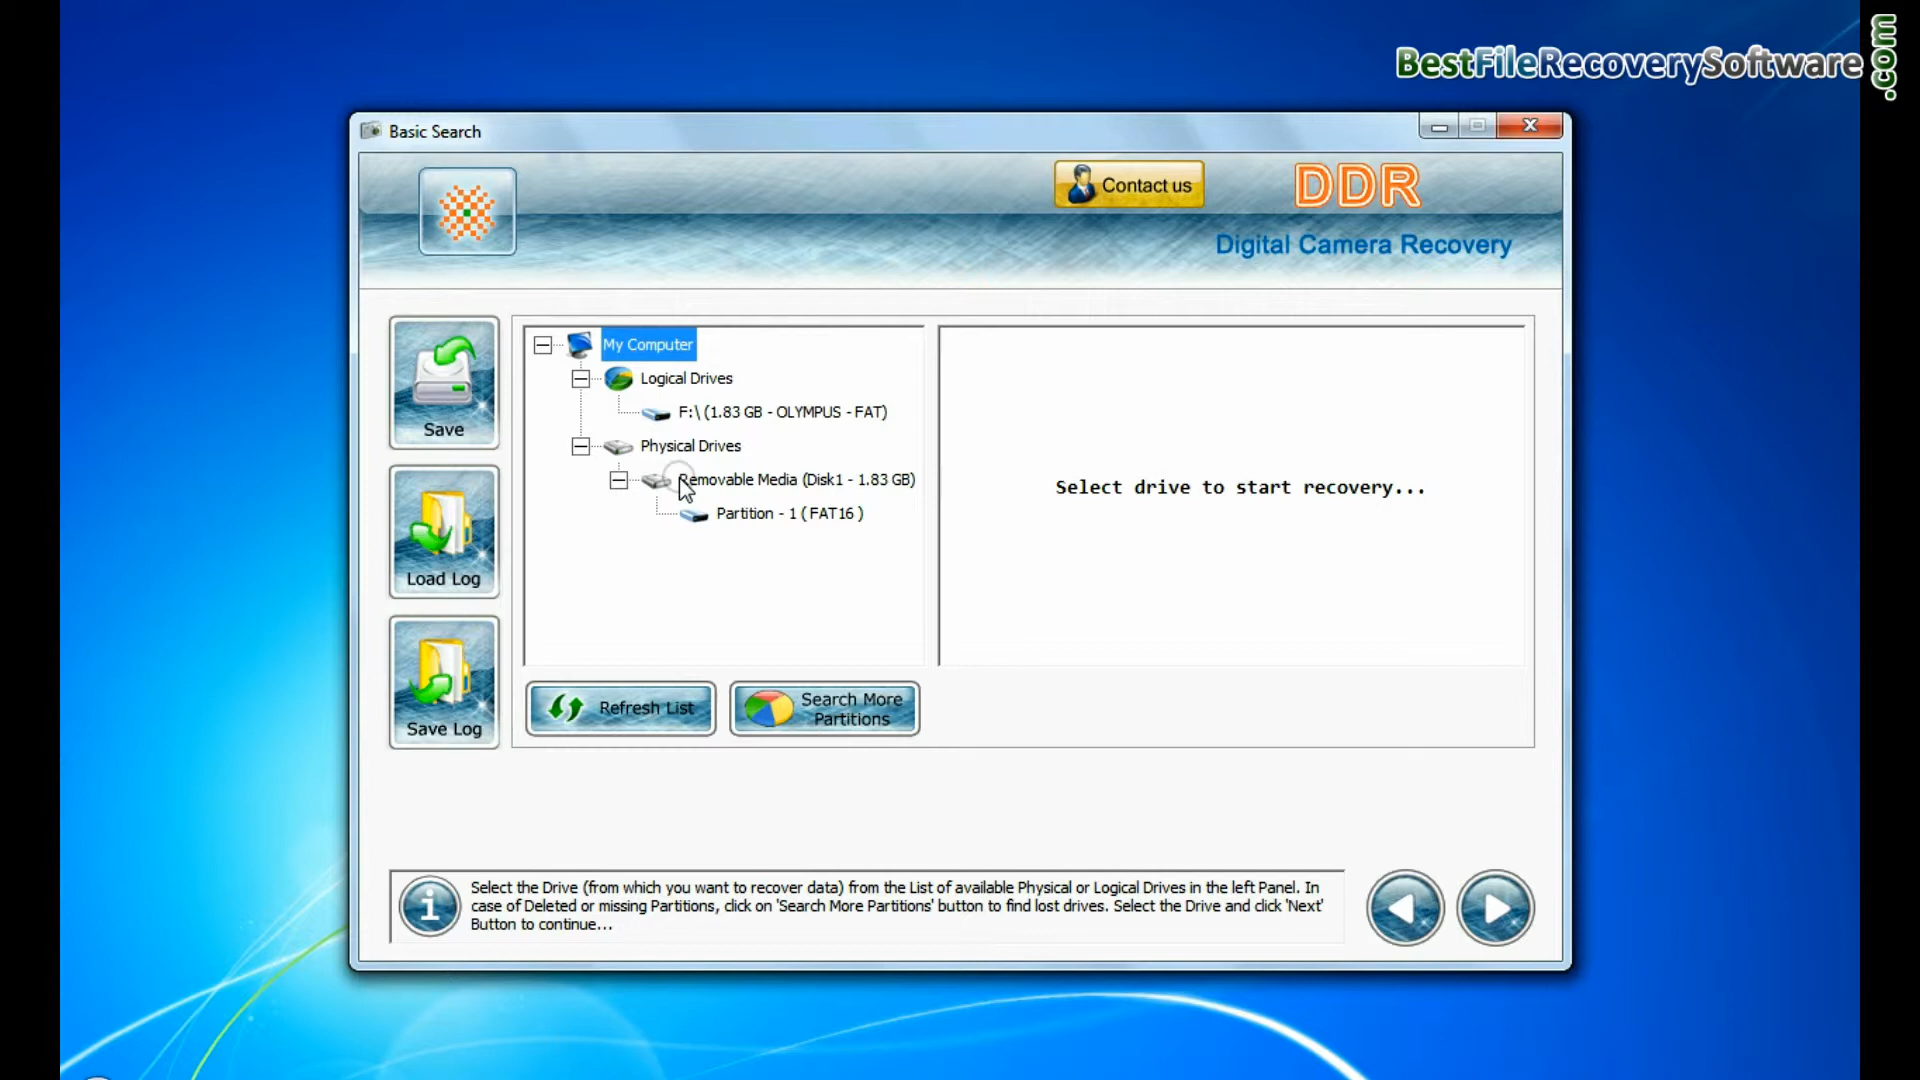 BestFileRecoverySoftware.com
Basic Search
Contact us
DDR
Digital Camera Recovery
Save
Load Log
Save Log
My Computer
Logical Drives
F:\ (1.83 GB - OLYMPUS - FAT)
Physical Drives
Removable Media (Disk1 - 1.83 GB)
Partition - 1 ( FAT16 )
Select drive to start recovery...
Refresh List
Search More
Partitions
Select the Drive (from which you want to recover data) from the List of available Physical or Logical Drives in the left Panel. In
case of Deleted or missing Partitions, click on 'Search More Partitions' button to find lost drives. Select the Drive and click 'Next'
Button to continue...